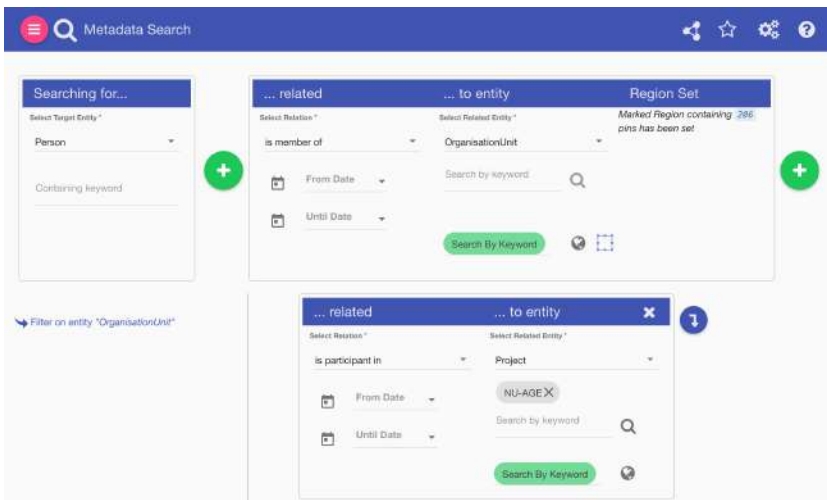 Metadata Search
Searching for...
Select Target Entity *
Person
Containing keyword
... related
... to entity
Region Set
Select Relation *
Select Related Entity *
is member of
OrganisationUnit
Marked Region containing 206
pins has been set
From Date
Search by keyword
Until Date
Search By Keyword
Filter on entity "OrganisationUnit"
... related
... to entity
Select Relation *
Select Related Entity *
is participant in
Project
NU-AGE
From Date
Search by keyword
Until Date
Search By Keyword